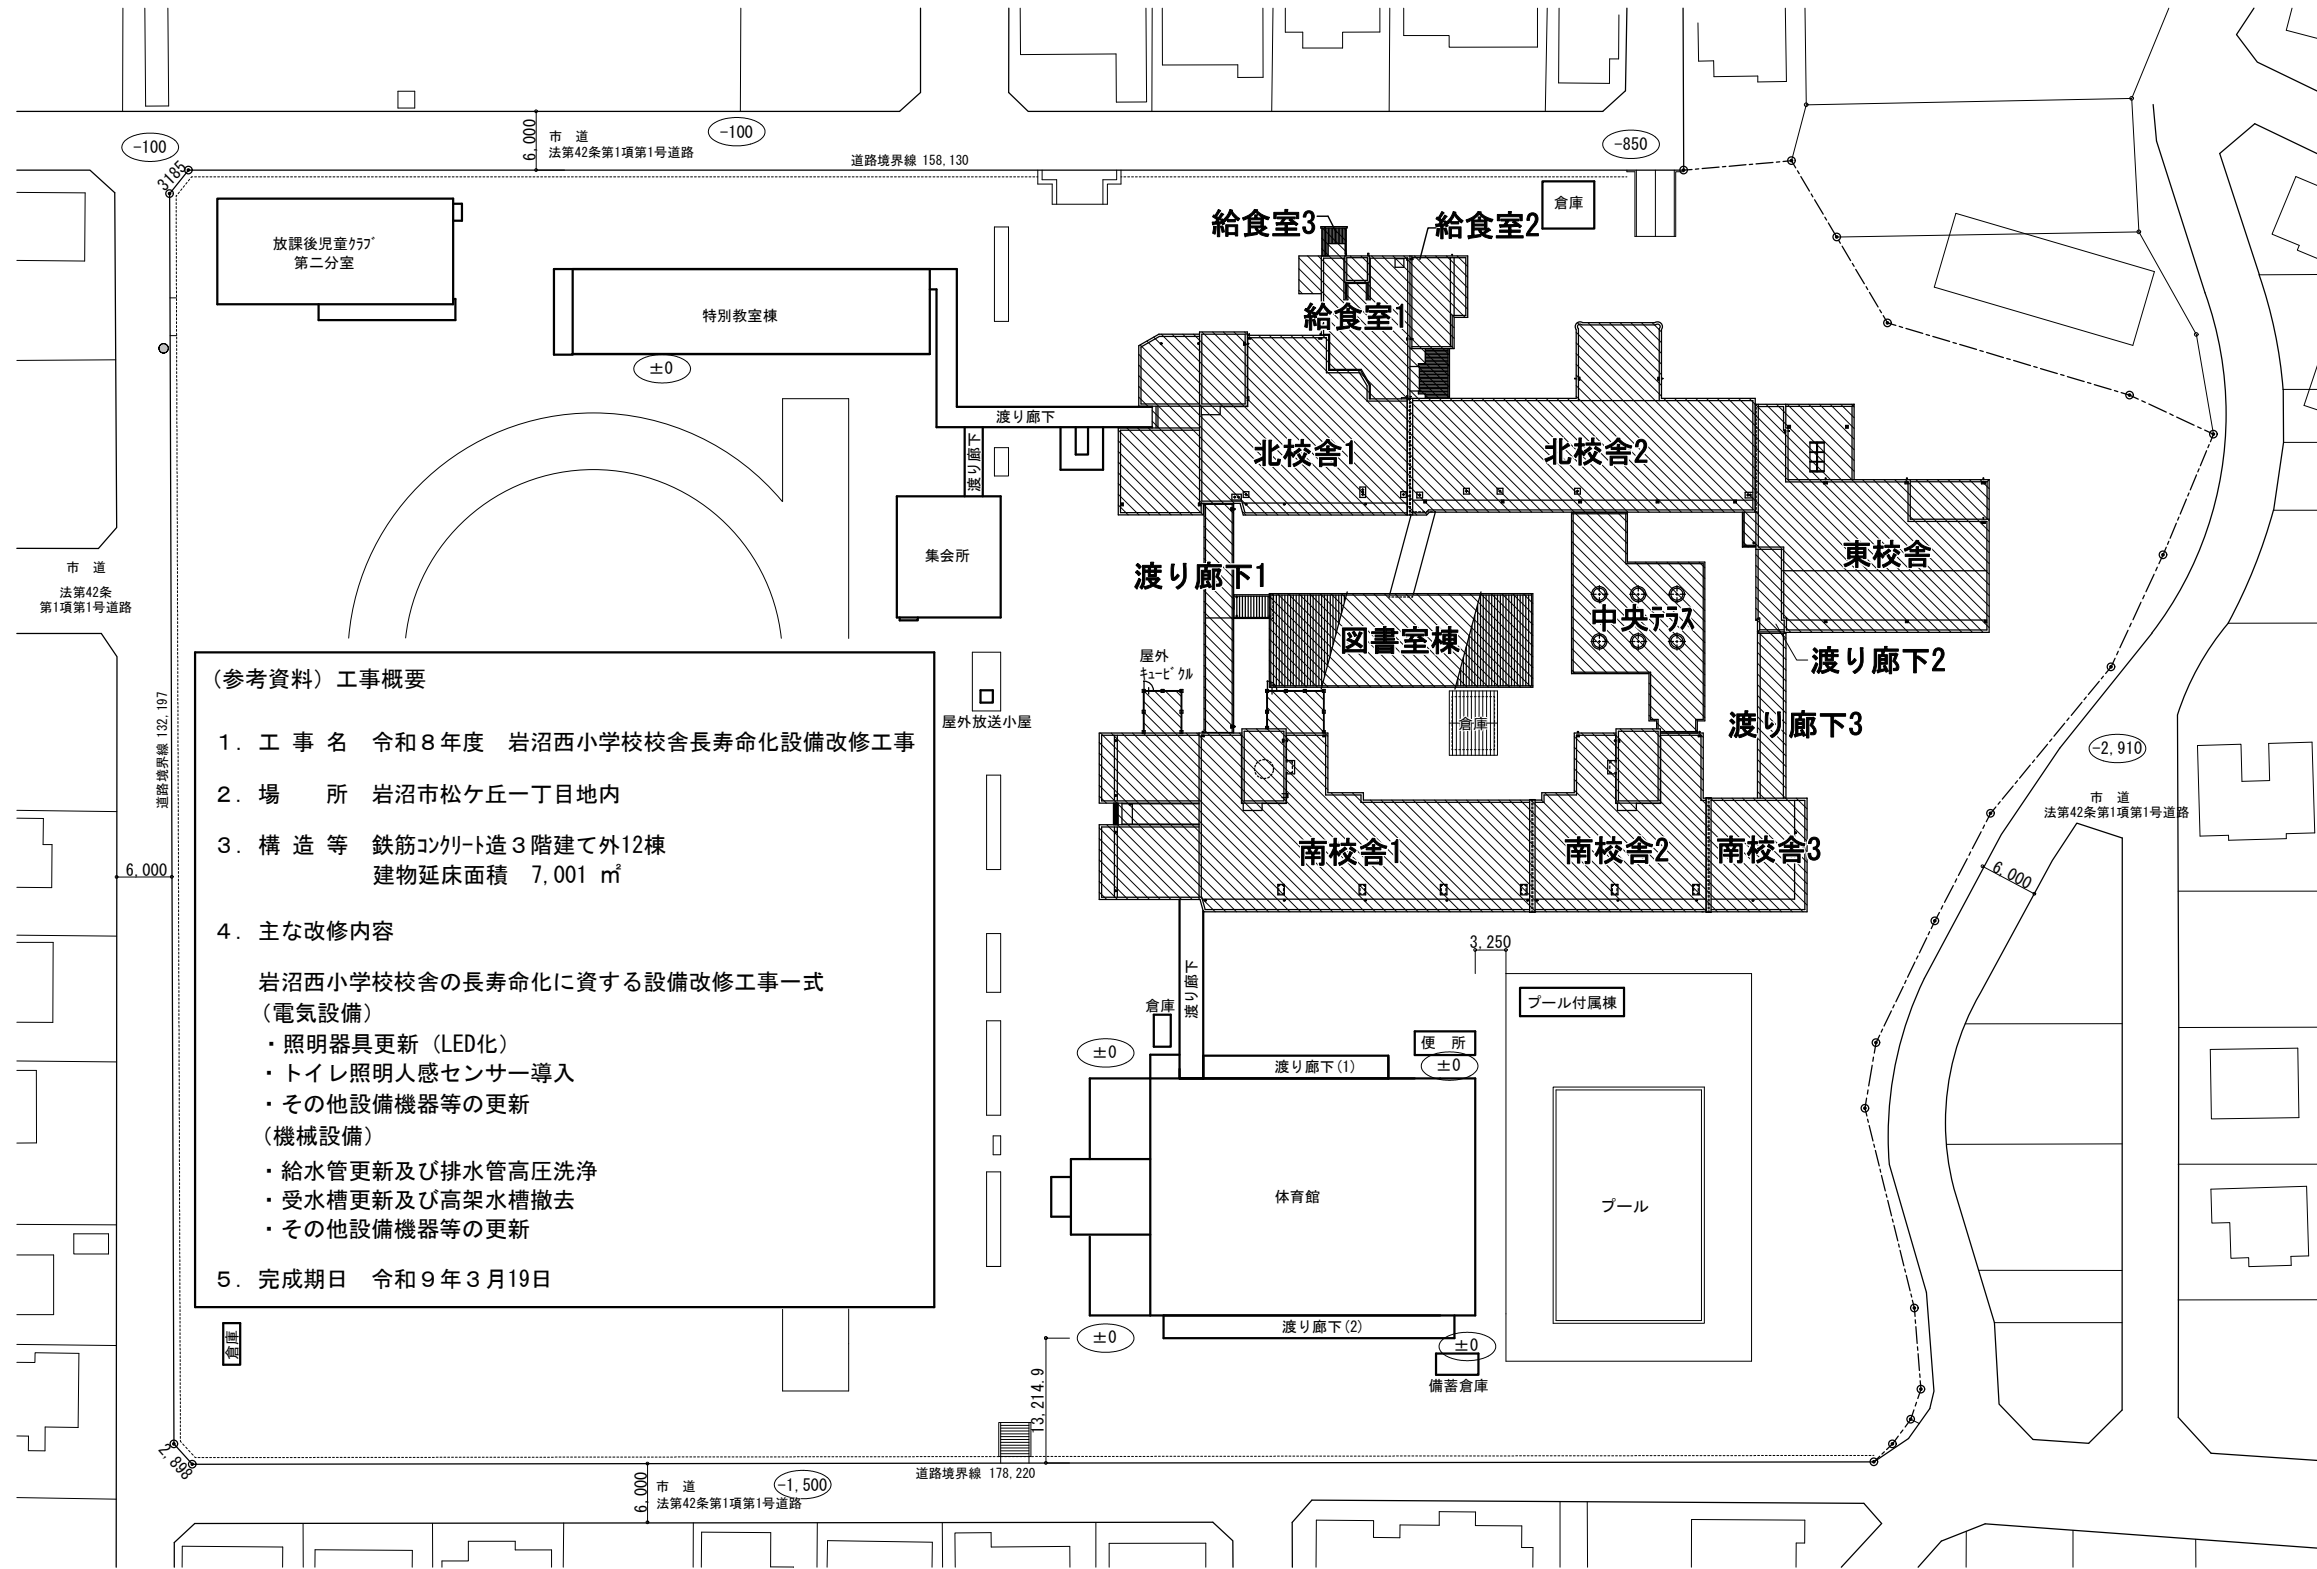 -100
3185
6,000
市　道
法第42条第1項第1号道路
-100
道路境界線 158,130
-850
倉庫
放課後児童ｸﾗﾌﾞ
第二分室
特別教室棟
±0
給食室3
給食室2
給食室1
渡り廊下
渡り廊下
北校舎1
北校舎2
集会所
東校舎
渡り廊下1
中央ﾃﾗｽ
図書室棟
渡り廊下2
渡り廊下3
屋外
ｷｭｰﾋﾞｸﾙ
倉庫
屋外放送小屋
南校舎1
南校舎2
南校舎3
市　道
法第42条
第1項第1号道路
道路境界線 132,197
6,000
（参考資料）工事概要
１．工 事 名　令和８年度　岩沼西小学校校舎長寿命化設備改修工事
２．場　　所　岩沼市松ケ丘一丁目地内
３．構 造 等　鉄筋ｺﾝｸﾘｰﾄ造３階建て外12棟
建物延床面積　7,001 ㎡
４．主な改修内容
岩沼西小学校校舎の長寿命化に資する設備改修工事一式
（電気設備）
・照明器具更新（LED化）
・トイレ照明人感センサー導入
・その他設備機器等の更新
（機械設備）
・給水管更新及び排水管高圧洗浄
・受水槽更新及び高架水槽撤去
・その他設備機器等の更新
５．完成期日　令和９年３月19日
-2,910
市　道
法第42条第1項第1号道路
6,000
3,250
渡り廊下
倉庫
プール付属棟
便　所
±0
±0
渡り廊下(1)
体育館
プール
渡り廊下(2)
±0
±0
備蓄倉庫
倉庫
13,214.9
2,898
道路境界線 178,220
6,000
市　道
法第42条第1項第1号道路
-1,500